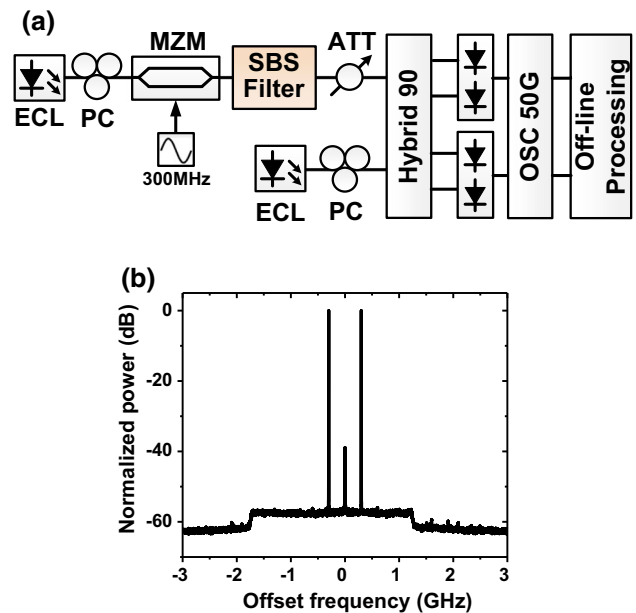 (a)
MZM
SBS
Filter
ATT
Hybrid 90
OSC 50G
Off-line
Processing
ECL
PC
300MHz
ECL
PC
(b)
Normalized power (dB)
0
-20
-40
-60
-3
-2
-1
0
1
2
3
Offset frequency (GHz)